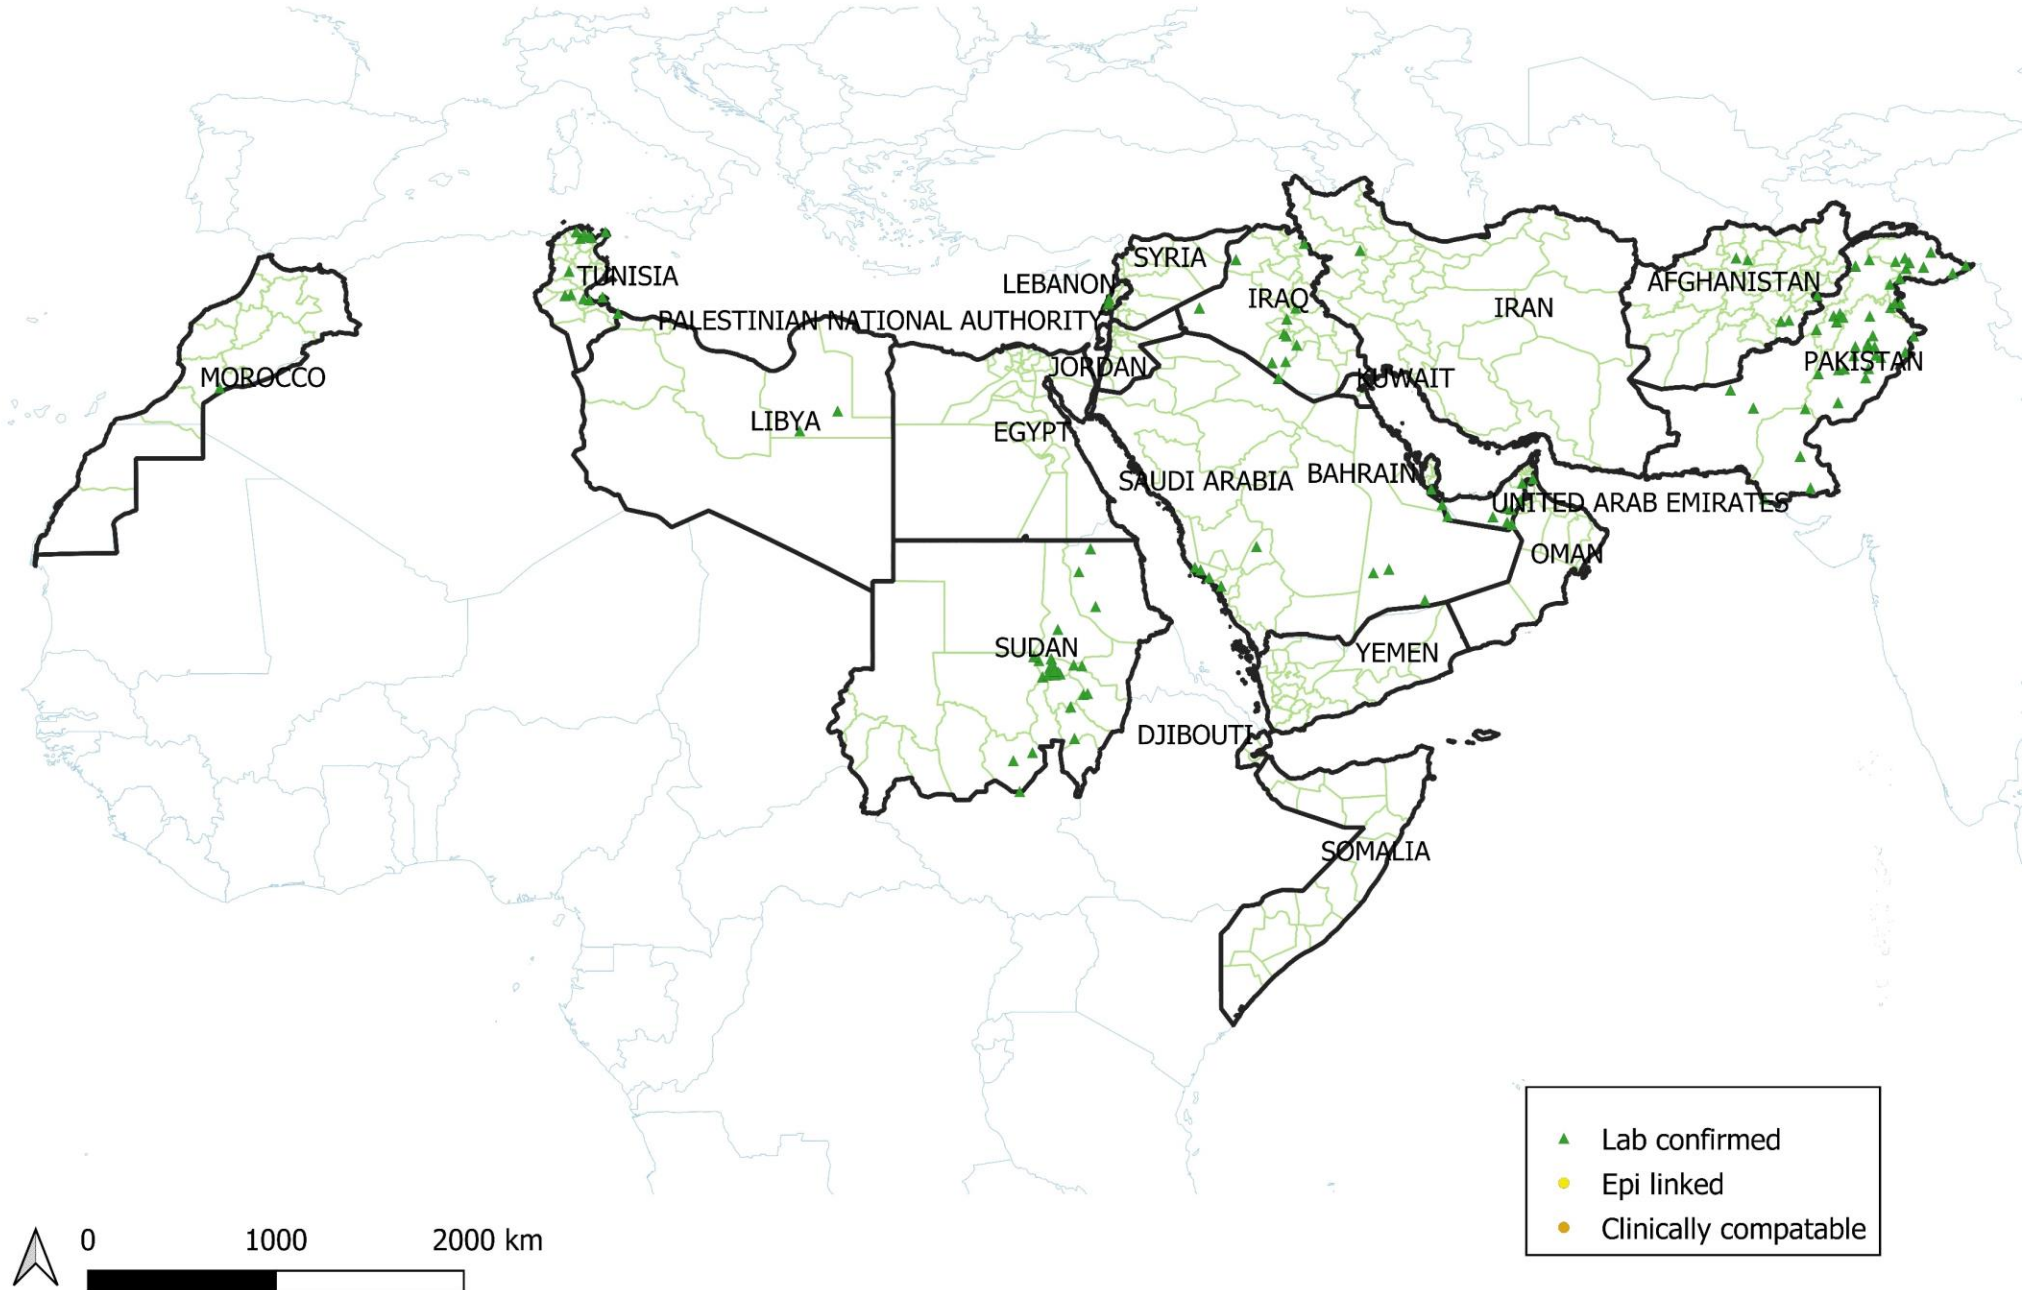 SYRIA
TUNISIA
LEBANON
AFGHANISTAN
IRAQ
IRAN
PALESTINIAN NATIONAL AUTHORITY
PAKISTAN
JORDAN
MOROCCO
KUWAIT
LIBYA
EGYPT
SAUDI ARABIA
BAHRAIN
UNITED ARAB EMIRATES
OMAN
SUDAN
YEMEN
DJIBOUTI
SOMALIA
Lab confirmed
Epi linked
Clinically compatable
0 1000 2000 km